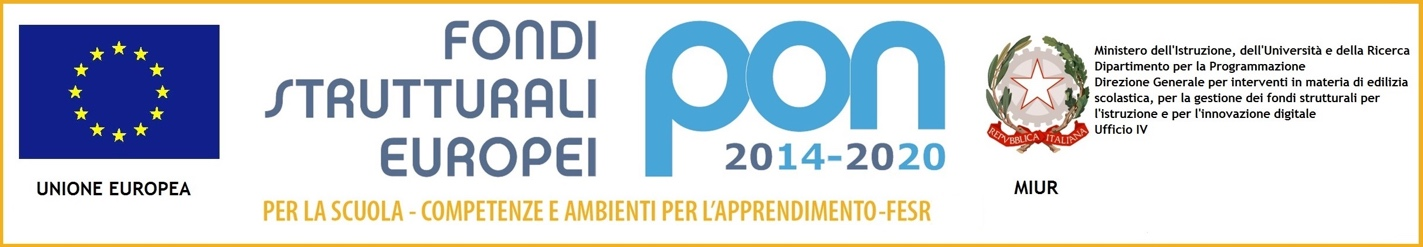 UNIONE EUROPEA
FONDI
STRUTTURALI
EUROPEI
pon
2014-2020
PER LA SCUOLA - COMPETENZE E AMBIENTI PER L'APPRENDIMENTO-FESR
REPVBBLICA ITALIANA
MIUR
Ministero dell'Istruzione, dell'Università e della Ricerca
Dipartimento per la Programmazione
Direzione Generale per interventi in materia di edilizia
scolastica, per la gestione dei fondi strutturali per
l'istruzione e per l'innovazione digitale
Ufficio IV